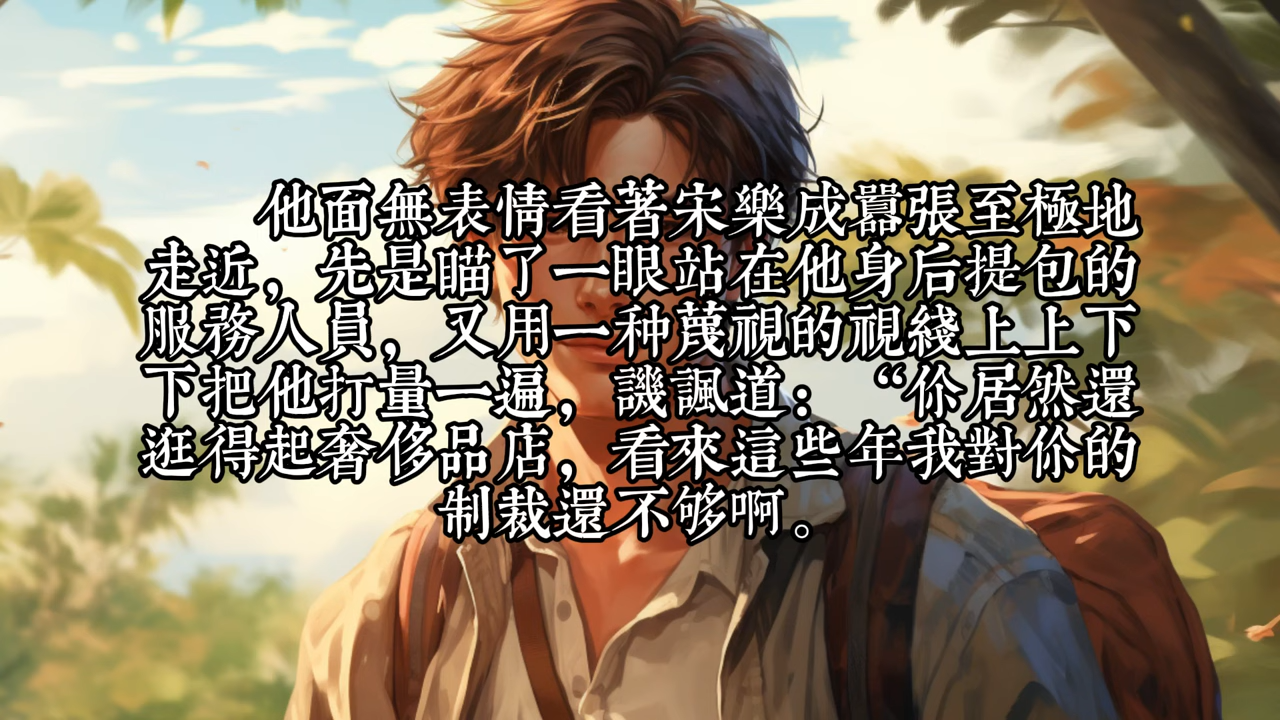 他面無表情看著宋樂成囂張至極地
走近，先是瞄了一眼站在他身后提包的
服務人員，又用一种蔑視的視綫上上下
下把他打量一遍，譏諷道：“伱居然還
逛得起奢侈品店，看來這些年我對伱的
制裁還不够啊。